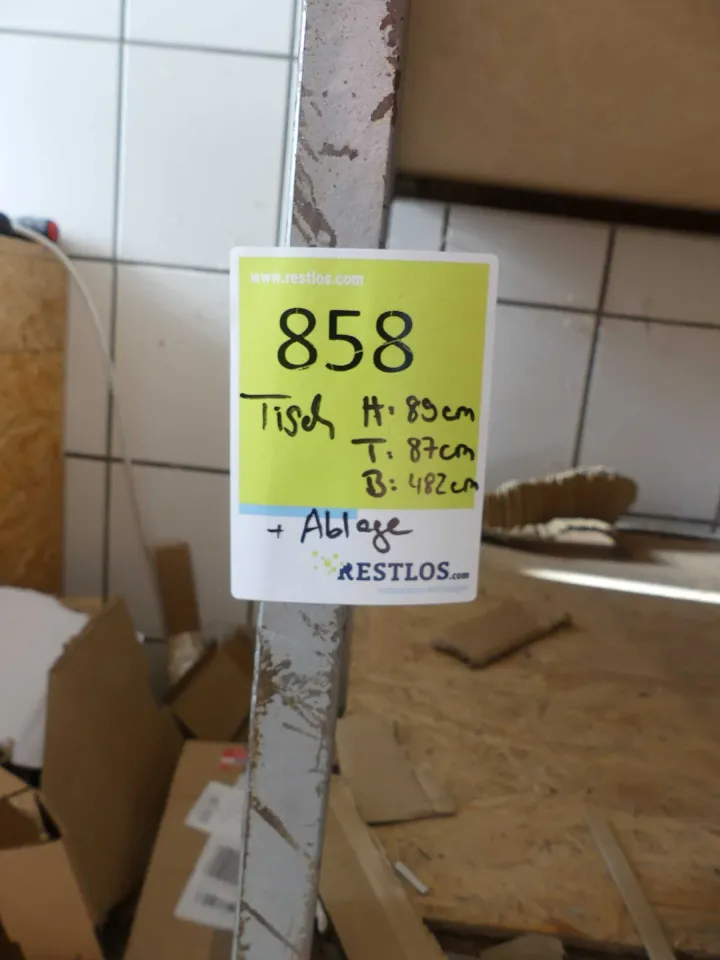 www.restlos.com
858
Tisch H: 89cm
T: 87cm
B: 482cm
+ Ablage
RESTLOS.com